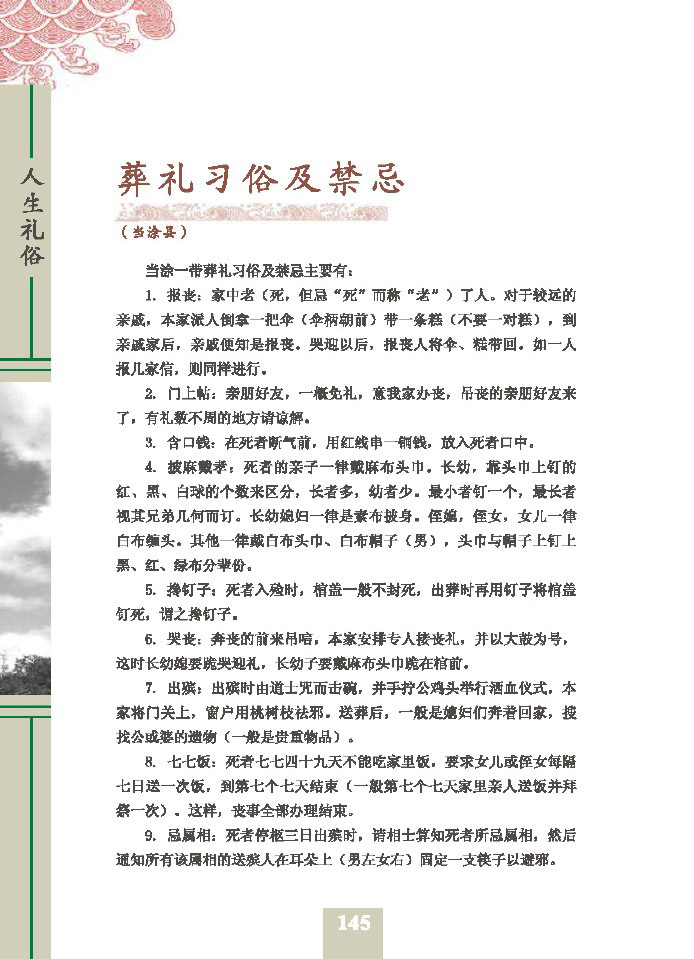 人生礼俗
葬礼习俗及禁忌
（当涂县）
当涂一带葬礼习俗及禁忌主要有：
1. 报丧：家中老（死，但忌“死”而称“老”）了人。对于较远的
亲戚，本家派人倒拿一把伞（伞柄朝前）带一条糕（不要一对糕），到
亲戚家后，亲戚便知是报丧。哭迎以后，报丧人将伞、糕带回。如一人
报几家信，则同样进行。
2. 门上帖：亲朋好友，一概免礼，意我家办丧，吊丧的亲朋好友来
了，有礼数不周的地方请谅解。
3. 含口钱：在死者断气前，用红线串一铜钱，放入死者口中。
4. 披麻戴孝：死者的亲子一律戴麻布头巾。长幼，靠头巾上钉的
红、黑、白球的个数来区分，长者多，幼者少。最小者钉一个，最长者
视其兄弟几何而订。长幼媳妇一律是素布披身。侄媳，侄女，女儿一律
白布缠头。其他一律戴白布头巾、白布帽子（男），头巾与帽子上钉上
黑、红、绿布分辈份。
5. 搀钉子：死者入殓时，棺盖一般不封死，出葬时再用钉子将棺盖
钉死，谓之搀钉子。
6. 哭丧：奔丧的前来吊唁，本家安排专人接丧礼，并以大鼓为号，
这时长幼媳要跪哭迎礼，长幼子要戴麻布头巾跪在棺前。
7. 出殡：出殡时由道士咒而击碗，并手拧公鸡头举行洒血仪式，本
家将门关上，窗户用桃树枝祛邪。送葬后，一般是媳妇们奔着回家，搜
找公或婆的遗物（一般是贵重物品）。
8. 七七饭：死者七七四十九天不能吃家里饭，要求女儿或侄女每隔
七日送一次饭，到第七个七天结束（一般第七个七天家里亲人送饭并拜
祭一次）。这样，丧事全部办理结束。
9. 忌属相：死者停柩三日出殡时，请相士算知死者所忌属相，然后
通知所有该属相的送殡人在耳朵上（男左女右）固定一支筷子以避邪。
145